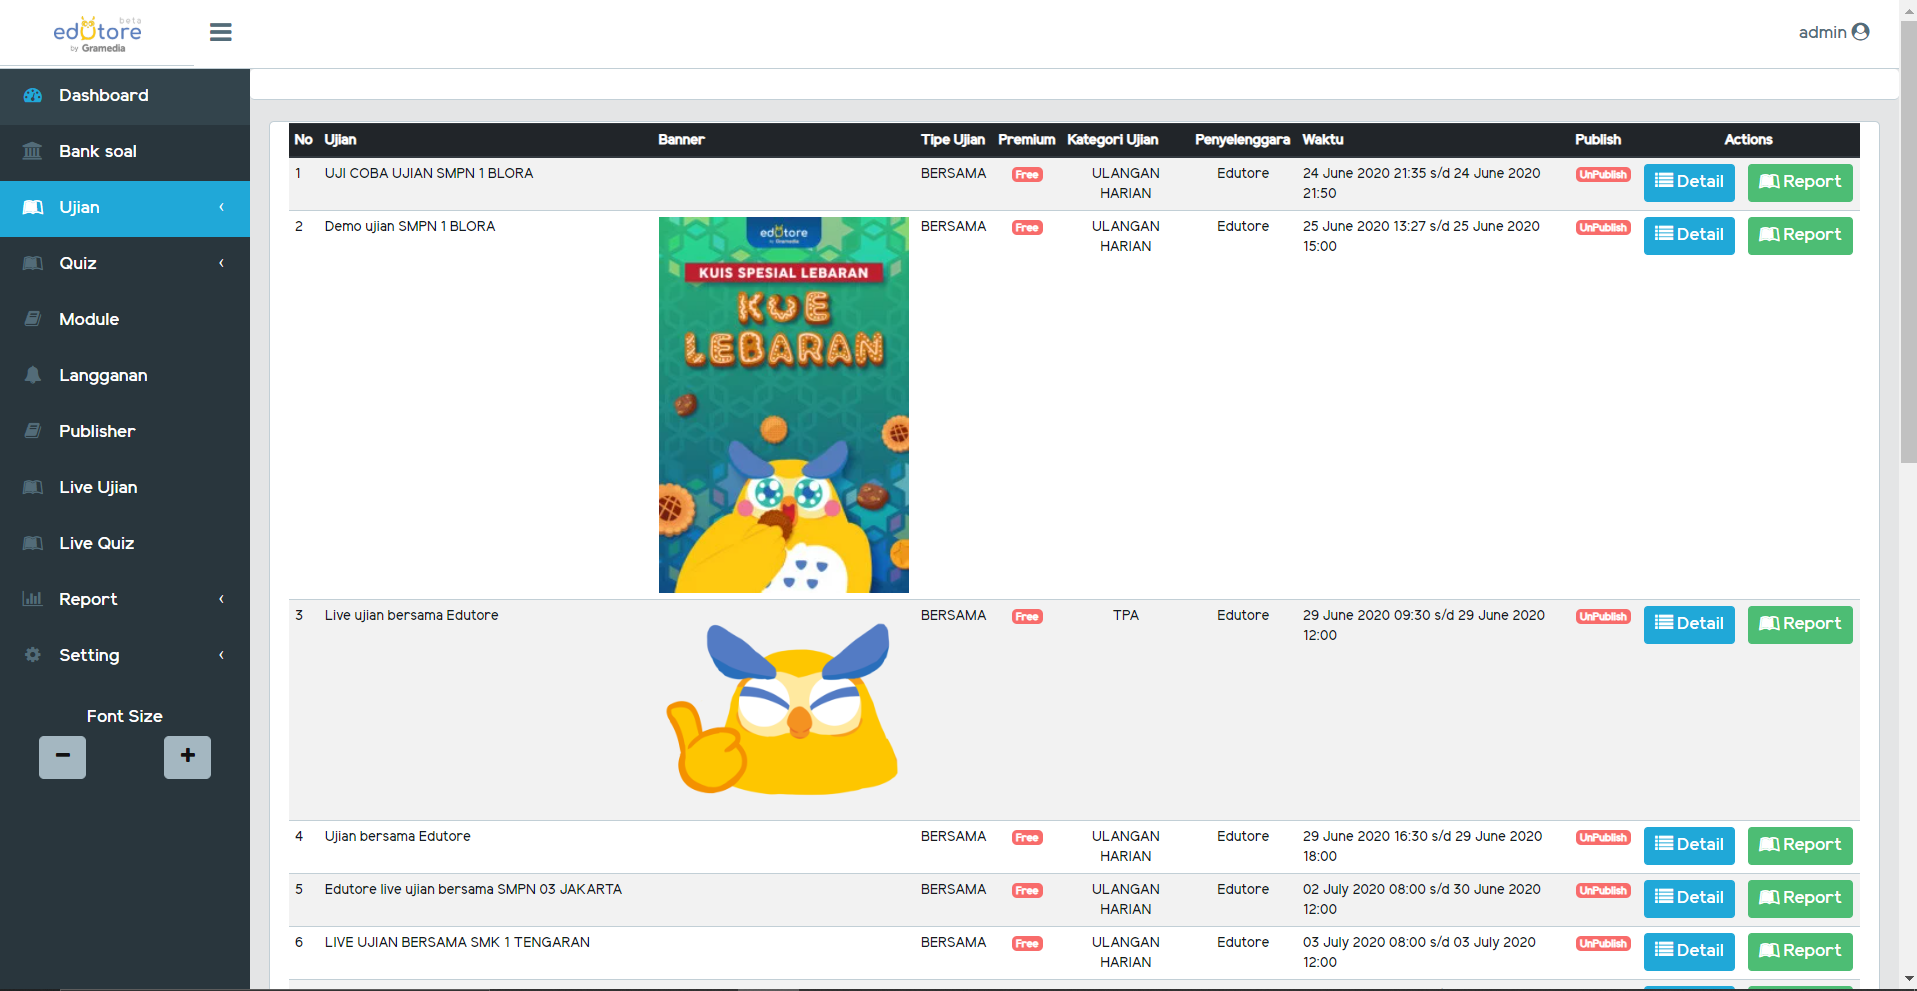 beta
edutore
by Gramedia
admin
Dashboard
Bank soal
Ujian
Quiz
Module
Langganan
Publisher
Live Ujian
Live Quiz
Report
Setting
Font Size
- +
No Ujian Banner Tipe Ujian Premium Kategori Ujian Penyelenggara Waktu Publish Actions
1 UJI COBA UJIAN SMPN 1 BLORA BERSAMA Free ULANGAN Edutore 24 June 2020 21:35 s/d 24 June 2020 UnPublish Detail Report
HARIAN 21:50
2 Demo ujian SMPN 1 BLORA BERSAMA Free ULANGAN Edutore 25 June 2020 13:27 s/d 25 June 2020 UnPublish Detail Report
HARIAN 15:00
edutore
by Gramedia
KUIS SPESIAL LEBARAN
KUE
LEBARAN
3 Live ujian bersama Edutore BERSAMA Free TPA Edutore 29 June 2020 09:30 s/d 29 June 2020 UnPublish Detail Report
12:00
4 Ujian bersama Edutore BERSAMA Free ULANGAN Edutore 29 June 2020 16:30 s/d 29 June 2020 UnPublish Detail Report
HARIAN 18:00
5 Edutore live ujian bersama SMPN 03 JAKARTA BERSAMA Free ULANGAN Edutore 02 July 2020 08:00 s/d 30 June 2020 UnPublish Detail Report
HARIAN 12:00
6 LIVE UJIAN BERSAMA SMK 1 TENGARAN BERSAMA Free ULANGAN Edutore 03 July 2020 08:00 s/d 03 July 2020 UnPublish Detail Report
HARIAN 12:00